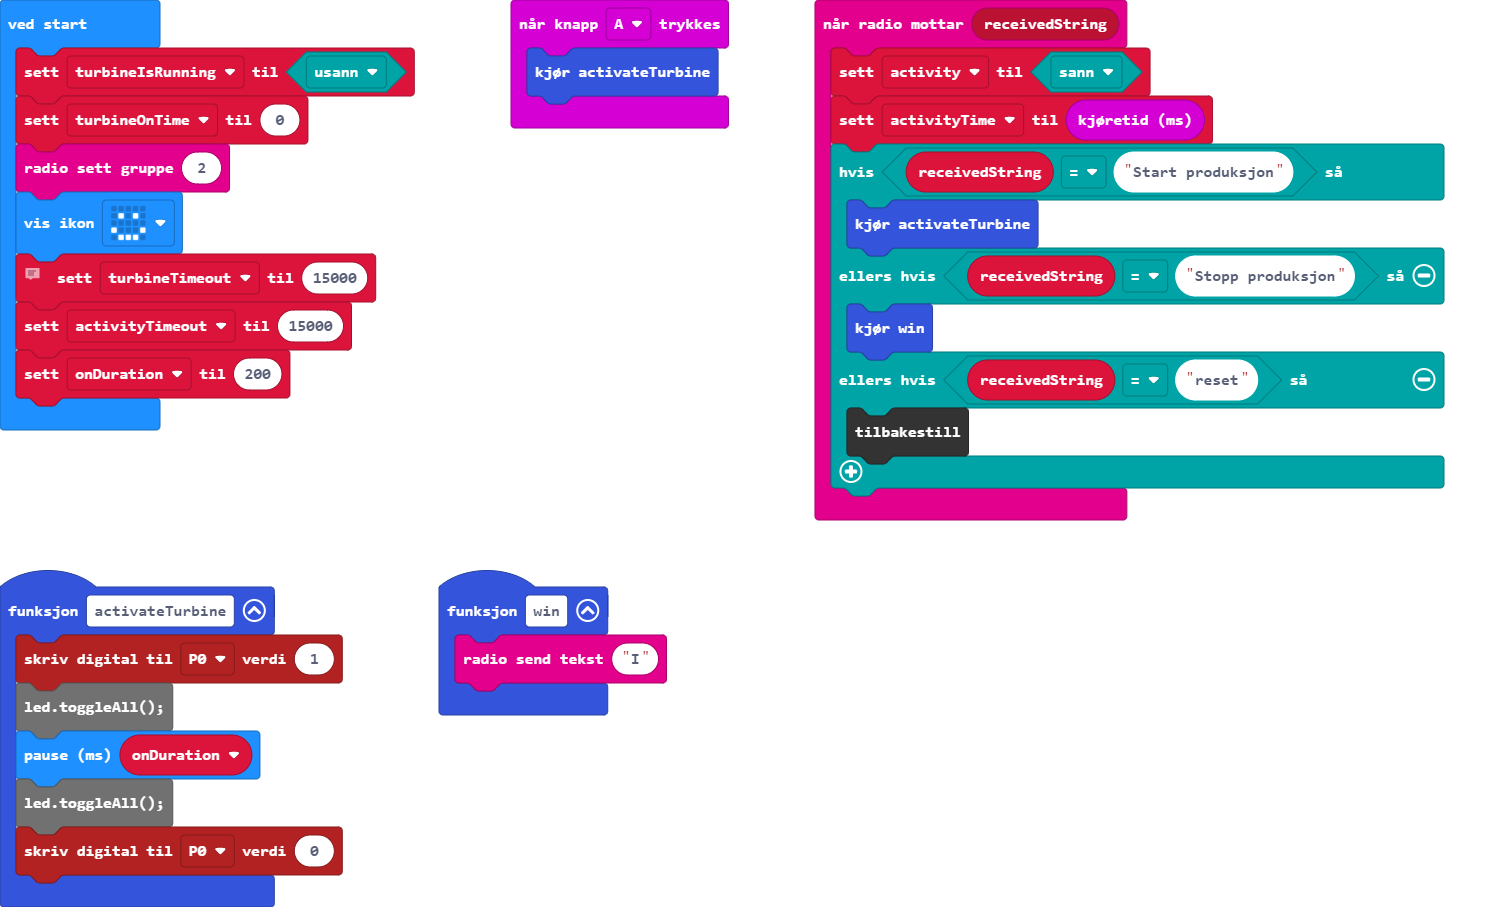 ved start
sett turbineIsRunning til usann
sett turbineOnTime til 0
radio sett gruppe 2
vis ikon
sett turbineTimeout til 15000
sett activityTimeout til 15000
sett onDuration til 200
når knapp A trykkes
kjør activateTurbine
når radio mottar receivedString
sett activity til sann
sett activityTime til kjøretid (ms)
hvis receivedString = "Start produksjon" så
kjør activateTurbine
ellers hvis receivedString = "Stopp produksjon" så
kjør win
ellers hvis receivedString = "reset" så
tilbakestill
funksjon activateTurbine
skriv digital til P0 verdi 1
led.toggleAll();
pause (ms) onDuration
led.toggleAll();
skriv digital til P0 verdi 0
funksjon win
radio send tekst "I"